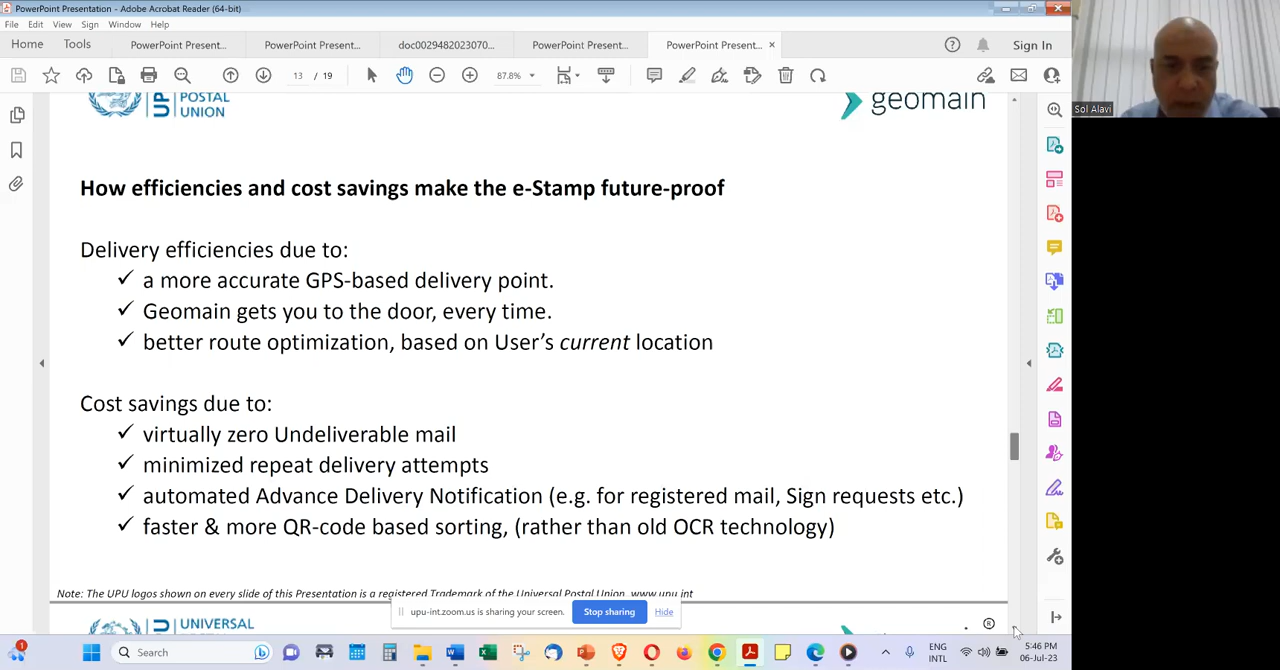 PowerPoint Presentation - Adobe Acrobat Reader (64-bit)
File Edit View Sign Window Help
Home Tools PowerPoint Present... PowerPoint Present... doc0029482023070... PowerPoint Present... PowerPoint Present... × Sign In
13 / 19 87.8%
Sol Alavi
UPU POSTAL
UNION
geomain
How efficiencies and cost savings make the e-Stamp future-proof
Delivery efficiencies due to:
✓ a more accurate GPS-based delivery point.
✓ Geomain gets you to the door, every time.
✓ better route optimization, based on User's current location
Cost savings due to:
✓ virtually zero Undeliverable mail
✓ minimized repeat delivery attempts
✓ automated Advance Delivery Notification (e.g. for registered mail, Sign requests etc.)
✓ faster & more QR-code based sorting, (rather than old OCR technology)
Note: The UPU logos shown on every slide of this Presentation is a registered Trademark of the Universal Postal Union, www.upu.int
upu-int.zoom.us is sharing your screen. Stop sharing Hide
UNIVERSAL
®
1 Search ENG 5:46 PM
INTL 06-Jul-23